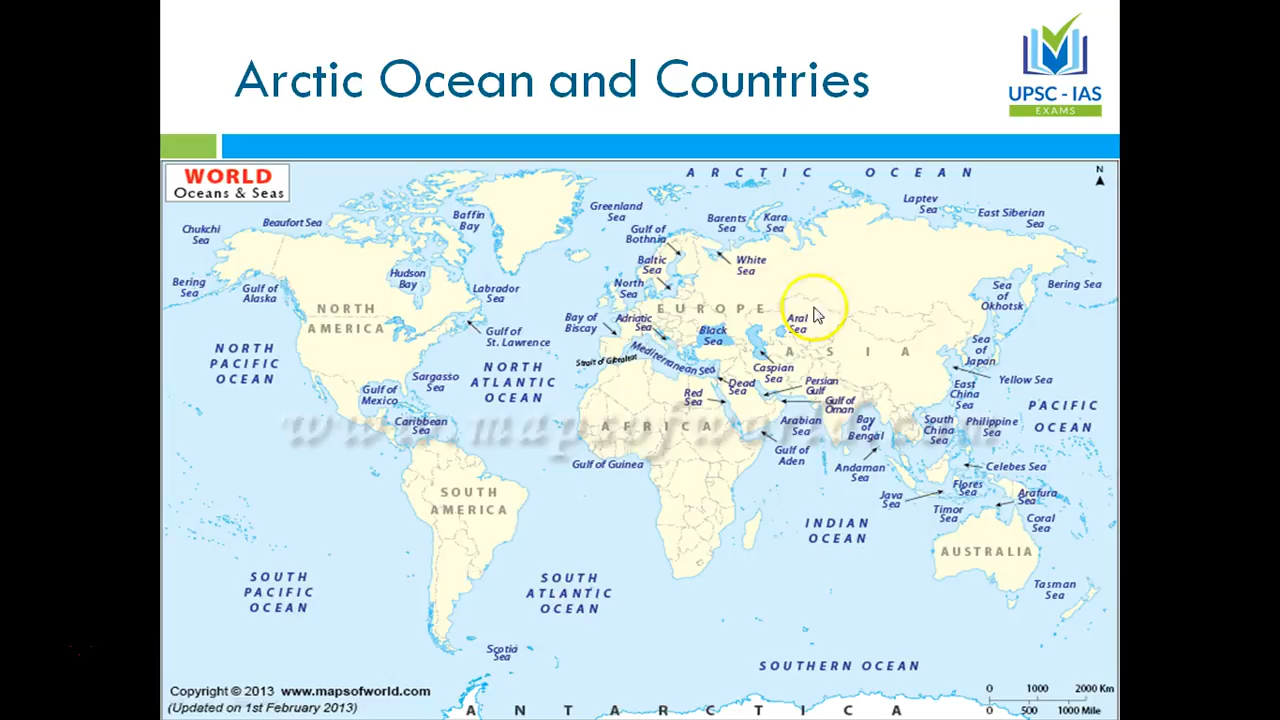 Arctic Ocean and Countries
UPSC - IAS
EXAMS
WORLD
Oceans & Seas
ARCTIC OCEAN
N
Chukchi
Sea
Beaufort Sea
Baffin
Bay
Greenland
Sea
Barents
Sea
Kara
Sea
Laptev
Sea
East Siberian
Sea
Gulf of
Bothnia
Baltic
Sea
White
Sea
Bering
Sea
Gulf of
Alaska
Hudson
Bay
Labrador
Sea
North
Sea
Sea
of
Okhotsk
Bering Sea
NORTH
AMERICA
EUROPE
Aral
Sea
Bay of
Biscay
Adriatic
Sea
Black
Sea
Gulf of
St. Lawrence
Strait of Gibraltar
Mediterranean Sea
ASIA
Sea
of
Japan
NORTH
PACIFIC
OCEAN
NORTH
ATLANTIC
OCEAN
Sargasso
Sea
Gulf of
Mexico
Caribbean
Sea
Caspian
Sea
Dead
Sea
Persian
Gulf
Red
Sea
Gulf of
Oman
Yellow Sea
East
China
Sea
PACIFIC
OCEAN
www.mapsofworld.com
AFRICA
Arabian
Sea
Bay
of
Bengal
South
China
Sea
Philippine
Sea
Gulf of Guinea
Gulf of
Aden
Andaman
Sea
Celebes Sea
SOUTH
AMERICA
Java
Sea
Flores
Sea
Arafura
Sea
Timor
Sea
Coral
Sea
INDIAN
OCEAN
AUSTRALIA
SOUTH
PACIFIC
OCEAN
SOUTH
ATLANTIC
OCEAN
Tasman
Sea
Scotia
Sea
SOUTHERN OCEAN
Copyright © 2013 www.mapsofworld.com
(Updated on 1st February 2013)
ANTARCTICA
0 1000 2000 Km
0 500 1000 Mile